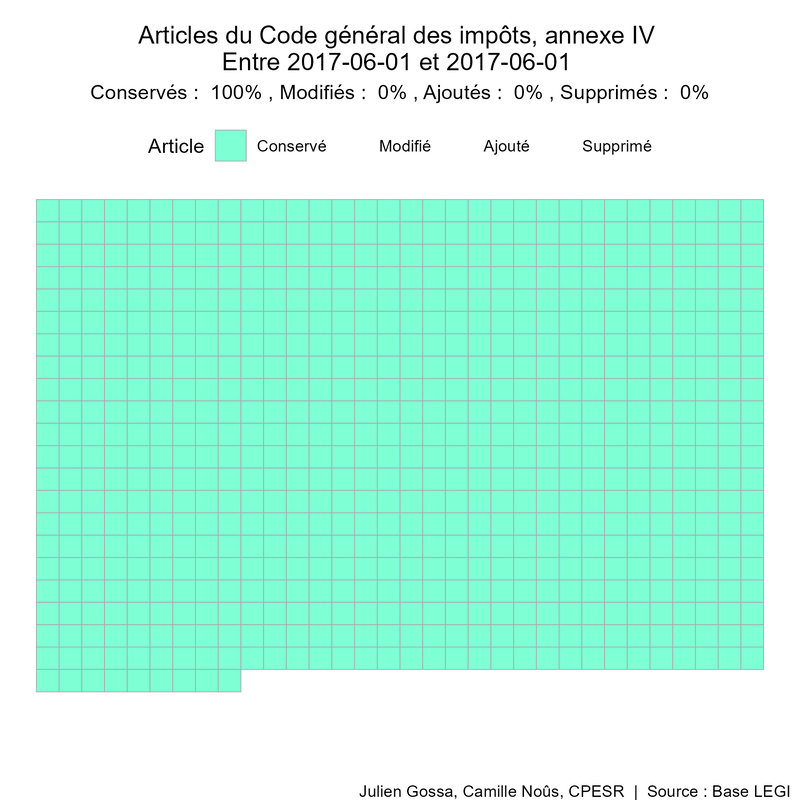 Articles du Code général des impôts, annexe IV
Entre 2017-06-01 et 2017-06-01
Conservés :  100% , Modifiés :  0% , Ajoutés :  0% , Supprimés :  0%
Article Conservé Modifié Ajouté Supprimé
Julien Gossa, Camille Noûs, CPESR  |  Source : Base LEGI